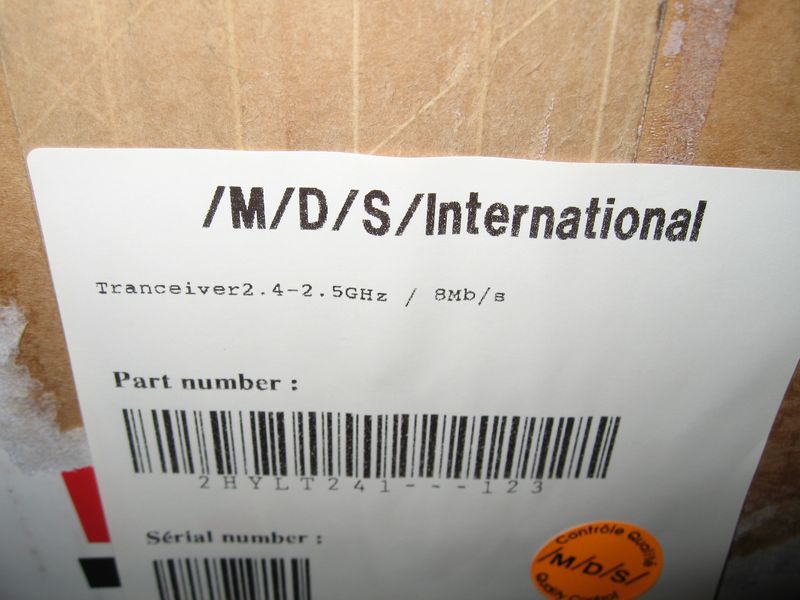 /M/D/S/International
Tranceiver2.4-2.5GHz / 8Mb/s
Part number :
2HYLT241---123
Sérial number :
Contrôle Qualité
/M/D/S/
Quality Control